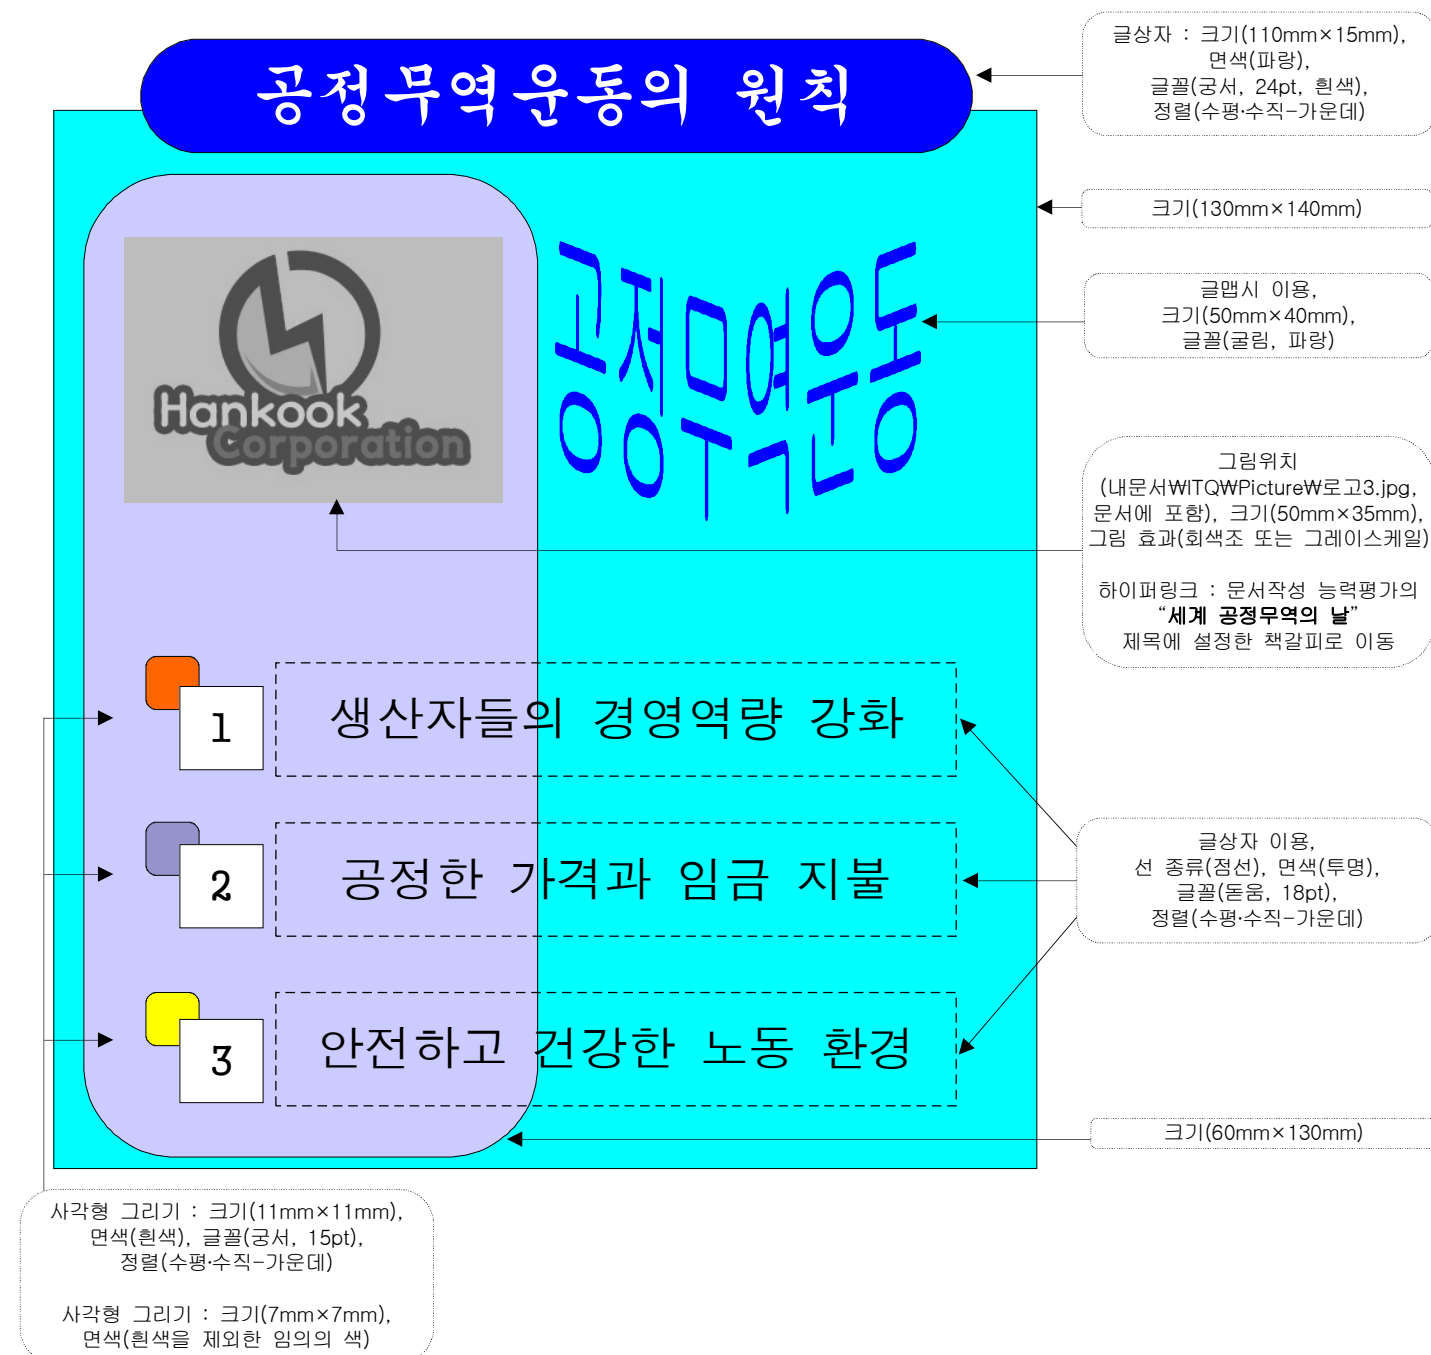 공정무역운동의 원칙
글상자 : 크기(110mm×15mm),
면색(파랑),
글꼴(궁서, 24pt, 흰색),
정렬(수평·수직-가운데)
크기(130mm×140mm)
Hankook
Corporation
공정무역운동
글맵시 이용,
크기(50mm×40mm),
글꼴(굴림, 파랑)
그림위치
(내문서₩ITQ₩Picture₩로고3.jpg,
문서에 포함), 크기(50mm×35mm),
그림 효과(회색조 또는 그레이스케일)
하이퍼링크 : 문서작성 능력평가의
“세계 공정무역의 날”
제목에 설정한 책갈피로 이동
1
생산자들의 경영역량 강화
2
공정한 가격과 임금 지불
3
안전하고 건강한 노동 환경
글상자 이용,
선 종류(점선), 면색(투명),
글꼴(돋움, 18pt),
정렬(수평·수직-가운데)
크기(60mm×130mm)
사각형 그리기 : 크기(11mm×11mm),
면색(흰색), 글꼴(궁서, 15pt),
정렬(수평·수직-가운데)
사각형 그리기 : 크기(7mm×7mm),
면색(흰색을 제외한 임의의 색)